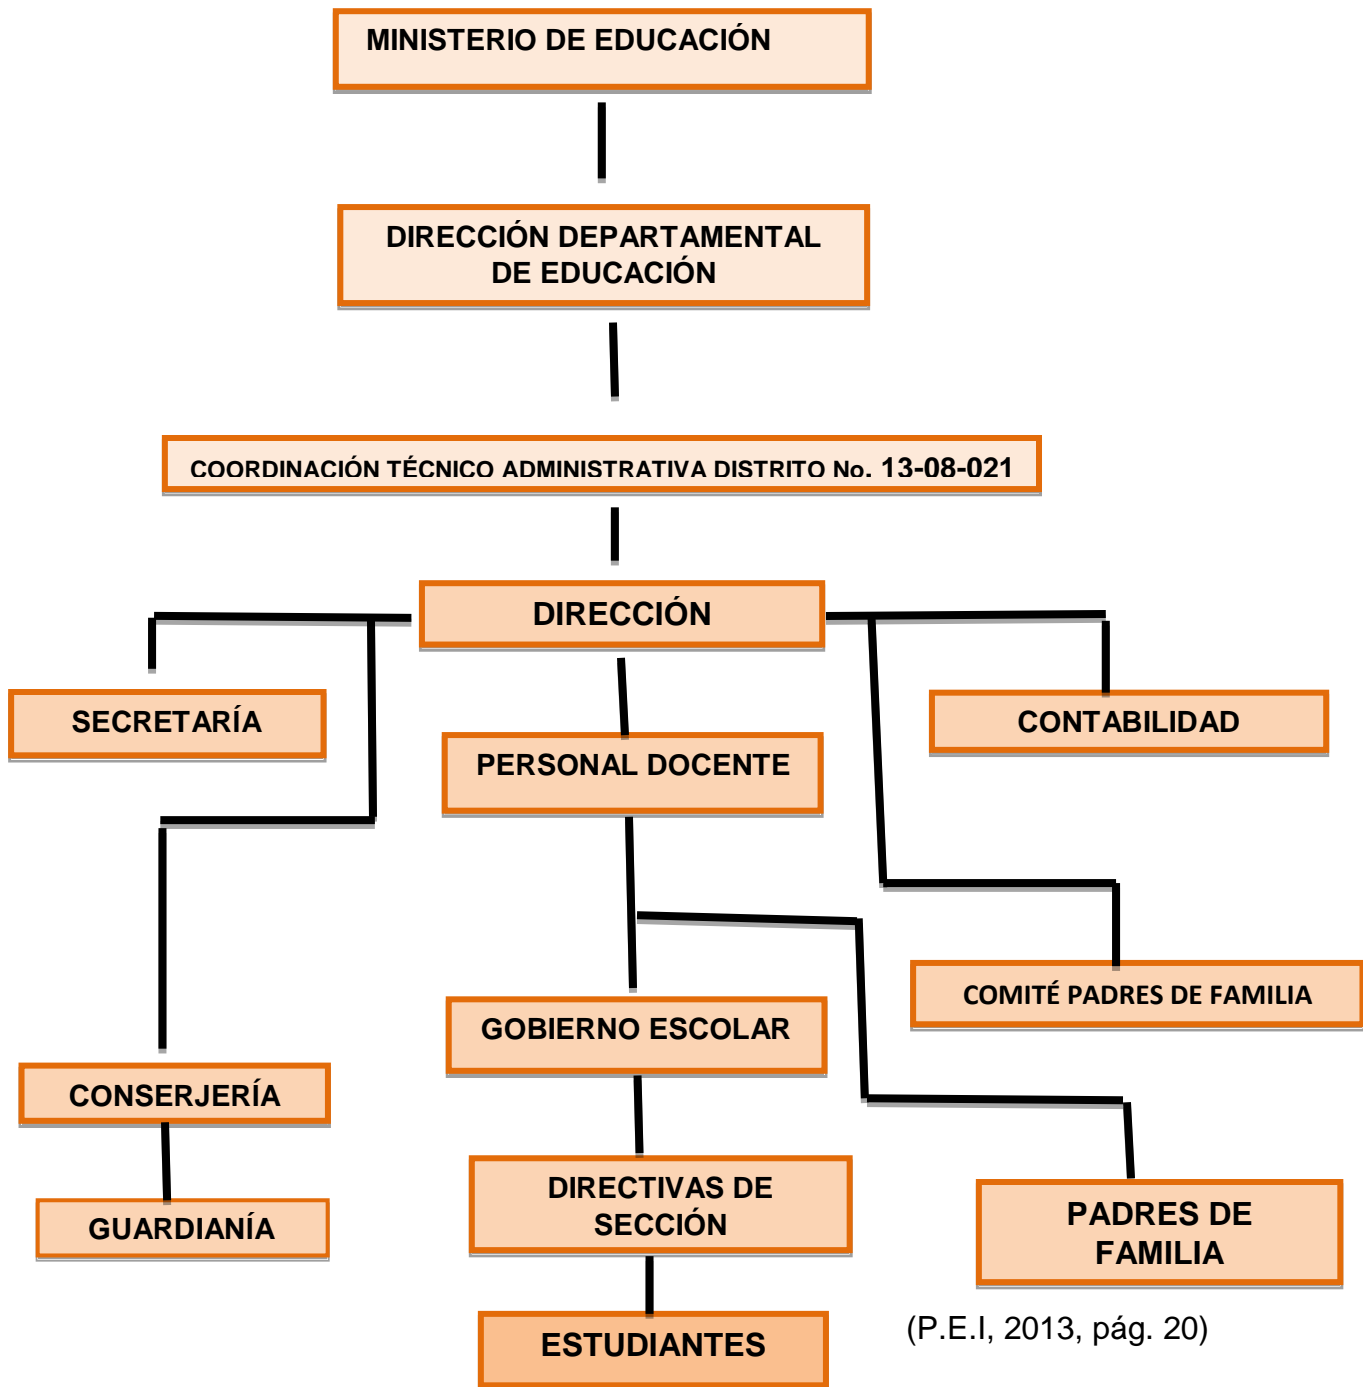 MINISTERIO DE EDUCACIÓN
DIRECCIÓN DEPARTAMENTAL
DE EDUCACIÓN
COORDINACIÓN TÉCNICO ADMINISTRATIVA DISTRITO No. 13-08-021
DIRECCIÓN
SECRETARÍA
CONTABILIDAD
PERSONAL DOCENTE
COMITÉ PADRES DE FAMILIA
GOBIERNO ESCOLAR
CONSERJERÍA
DIRECTIVAS DE
SECCIÓN
PADRES DE
FAMILIA
GUARDIANÍA
(P.E.I, 2013, pág. 20)
ESTUDIANTES